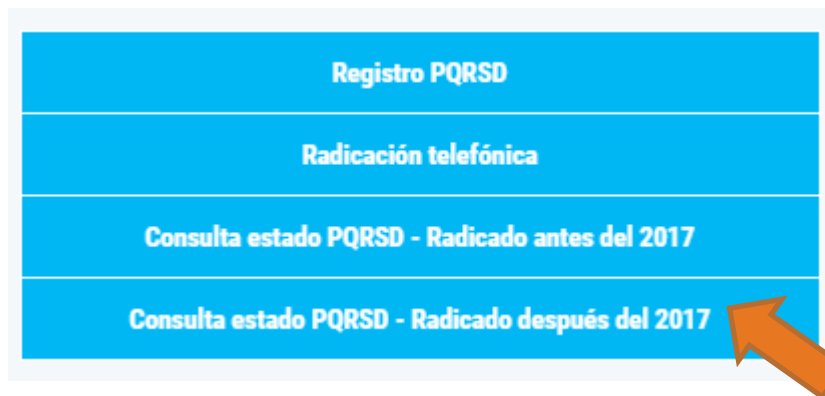 Registro PQRSD
Radicación telefónica
Consulta estado PQRSD - Radicado antes del 2017
Consulta estado PQRSD - Radicado después del 2017